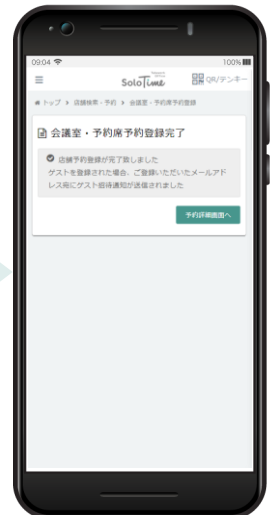 09:04 100%
SoloTime QR/テンキー
トップ > 店舗検索・予約 > 会議室・予約席予約登録
会議室・予約席予約登録完了
店舗予約登録が完了致しました
ゲストを登録された場合、ご登録いただいたメールアド
レス宛にゲスト招待通知が送信されました
予約詳細画面へ